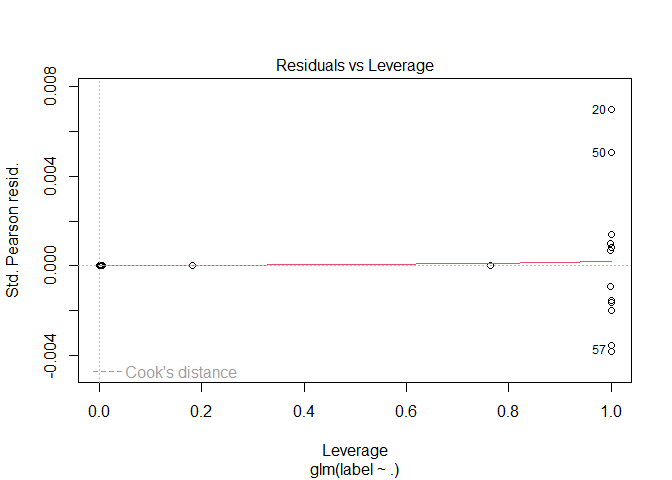 Residuals vs Leverage
Std. Pearson resid.
0.008
0.004
0.000
-0.004
20
50
57
Cook's distance
0.0 0.2 0.4 0.6 0.8 1.0
Leverage
glm(label ~ .)